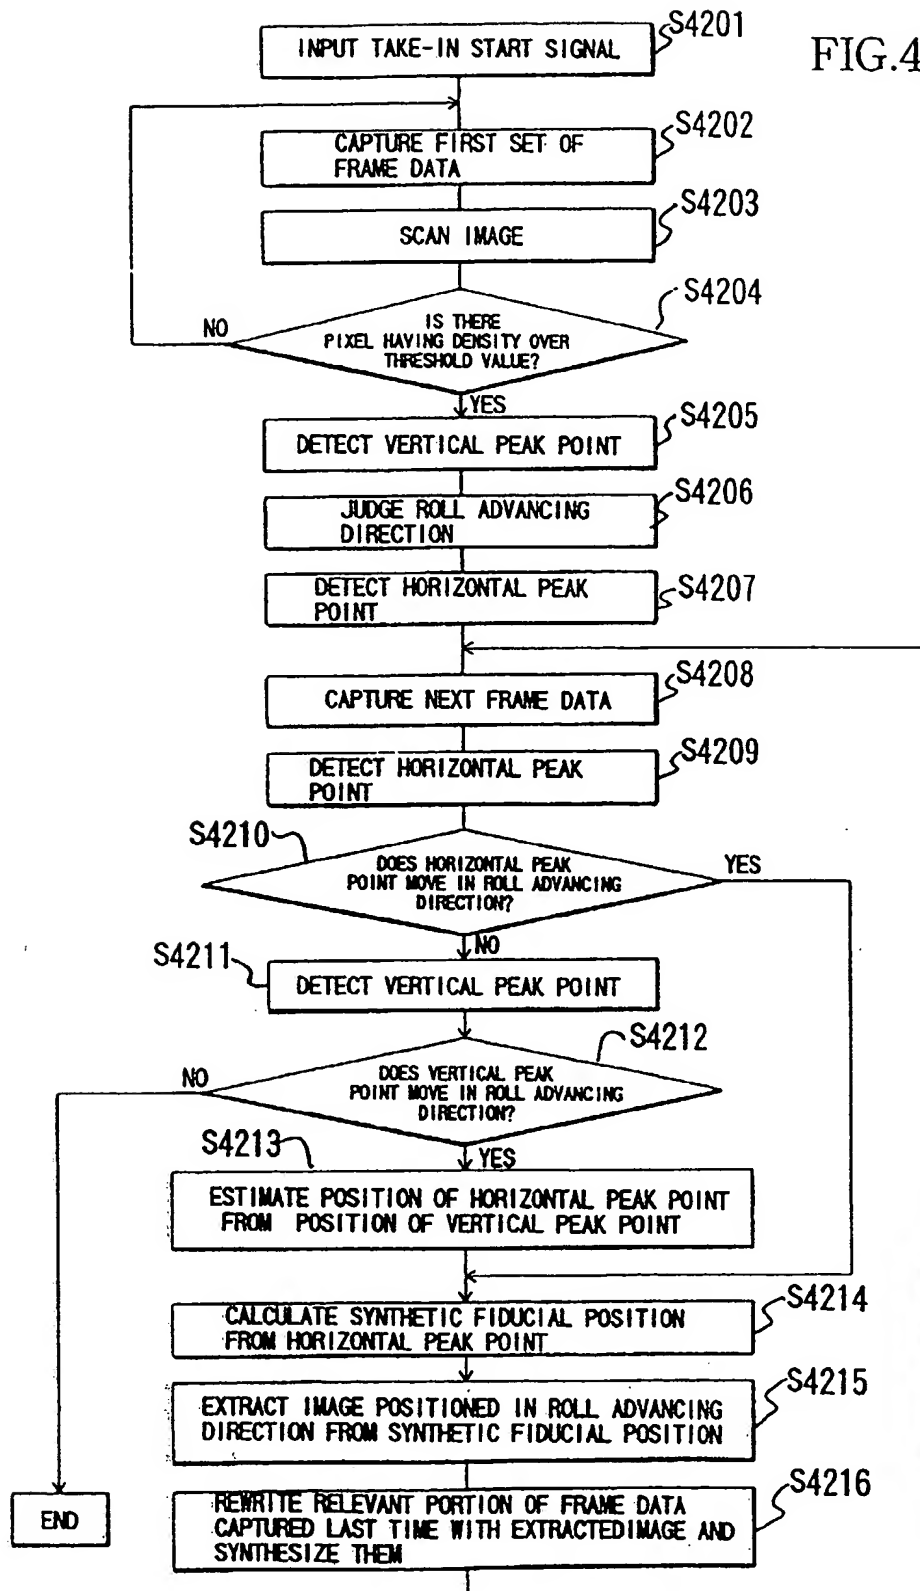 FIG.4
S4201
INPUT TAKE-IN START SIGNAL
S4202
CAPTURE FIRST SET OF
FRAME DATA
S4203
SCAN IMAGE
S4204
NO
IS THERE
PIXEL HAVING DENSITY OVER
THRESHOLD VALUE?
YES
S4205
DETECT VERTICAL PEAK POINT
S4206
JUDGE ROLL ADVANCING
DIRECTION
S4207
DETECT HORIZONTAL PEAK
POINT
S4208
CAPTURE NEXT FRAME DATA
S4209
DETECT HORIZONTAL PEAK
POINT
S4210
DOES HORIZONTAL PEAK
POINT MOVE IN ROLL ADVANCING
DIRECTION?
YES
NO
S4211
DETECT VERTICAL PEAK POINT
S4212
NO
DOES VERTICAL PEAK
POINT MOVE IN ROLL ADVANCING
DIRECTION?
S4213
YES
ESTIMATE POSITION OF HORIZONTAL PEAK POINT
FROM POSITION OF VERTICAL PEAK POINT
S4214
CALCULATE SYNTHETIC FIDUCIAL POSITION
FROM HORIZONTAL PEAK POINT
S4215
EXTRACT IMAGE POSITIONED IN ROLL ADVANCING
DIRECTION FROM SYNTHETIC FIDUCIAL POSITION
S4216
REWRITE RELEVANT PORTION OF FRAME DATA
CAPTURED LAST TIME WITH EXTRACTEDIMAGE AND
SYNTHESIZE THEM
END